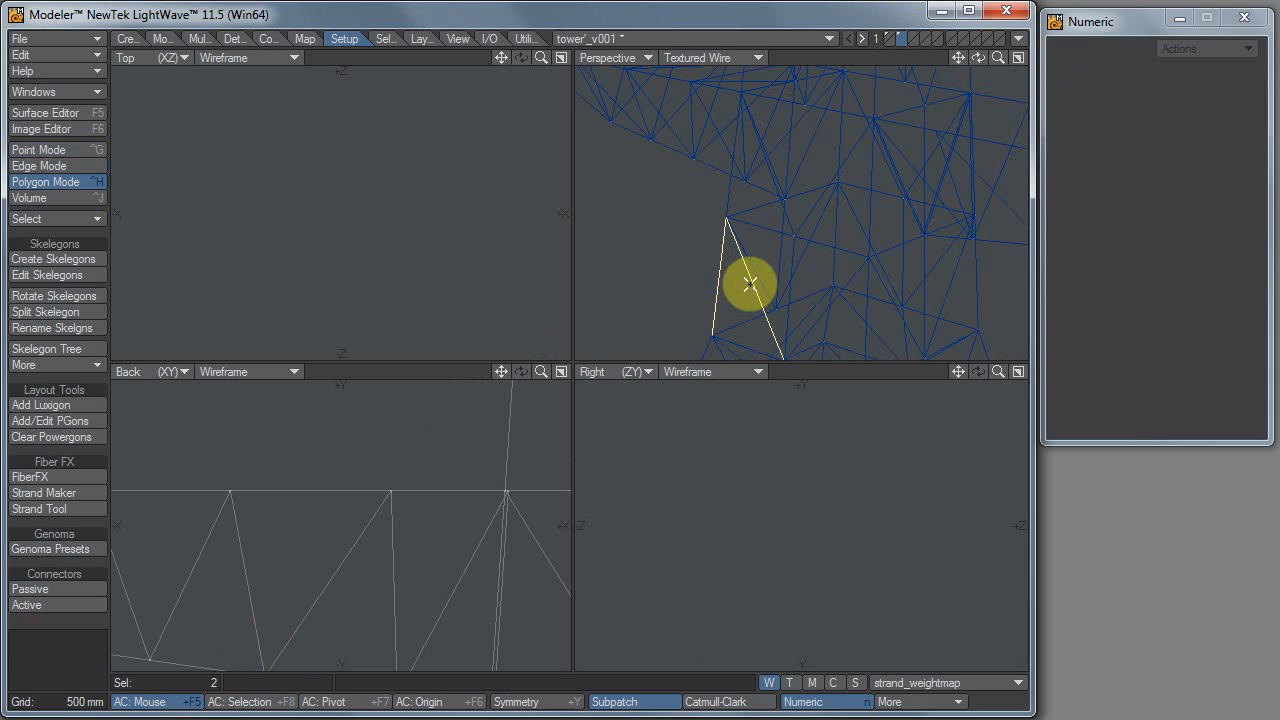 Modeler™ NewTek LightWave™ 11.5 (Win64)
Numeric
File
Cre... Mo... Mul... Det... Co... Map Setup Sel... Lay... View I/O Utili... tower'_v001 * 1
Edit
Actions
Top (XZ) Wireframe
Perspective Textured Wire
Help
+Z
Windows
Surface Editor F5
Image Editor F6
Point Mode ^G
Edge Mode
Polygon Mode ^H
Volume ^J
Select
-X +X
Skelegons
Create Skelegons
Edit Skelegons
Rotate Skelegons
Split Skelegon
Rename Skelgns
Skelegon Tree
-Z
More
Back (XY) Wireframe
Right (ZY) Wireframe
+Y +Y
Layout Tools
Add Luxigon
Add/Edit PGons
Clear Powergons
Fiber FX
FiberFX
Strand Maker
Strand Tool
-X +X -Z +Z
Genoma
Genoma Presets
Connectors
Passive
Active
-Y -Y
Sel: 2
W T M C S strand_weightmap
Grid: 500 mm AC: Mouse +F5 AC: Selection +F8 AC: Pivot +F7 AC: Origin +F6 Symmetry +Y Subpatch Catmull-Clark Numeric n More